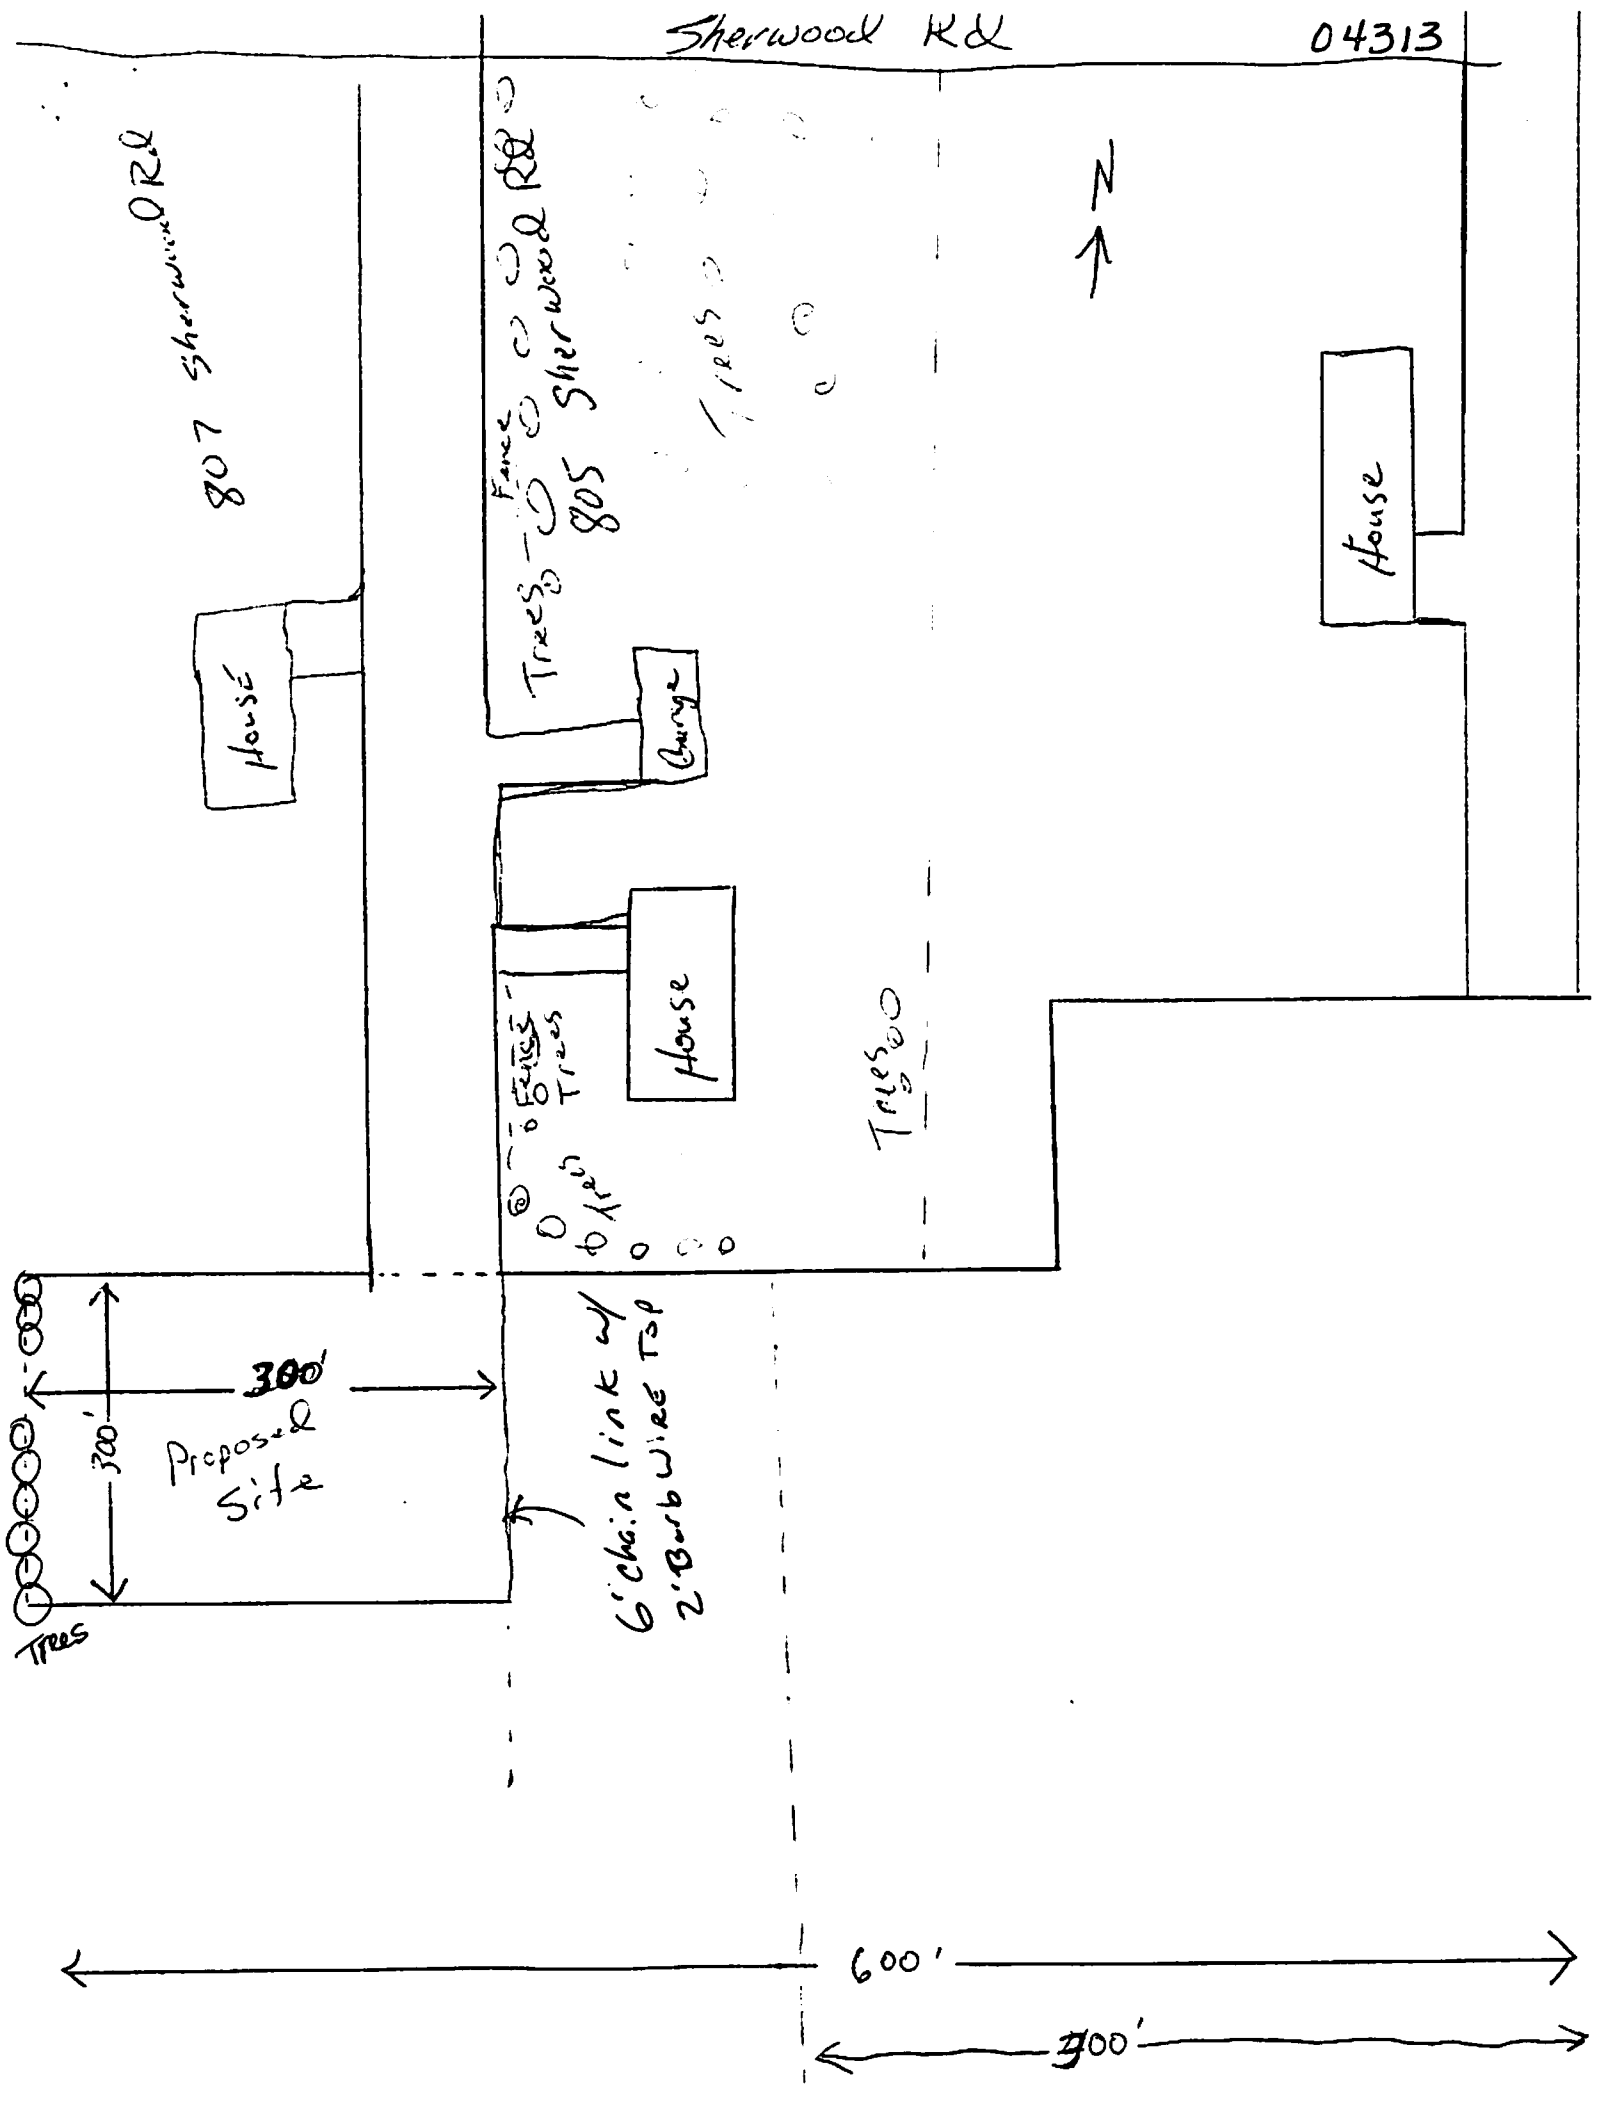 Sherwood Rd
04313
807 Sherwood Rd
Trees
Fence
805 Sherwood Rd
Trees
N
House
House
Garage
House
Fence
Trees
Trees
Trees
6' Chain link w/
2' Barb WIRE Top
300'
300'
Proposed
Site
Trees
600'
300'